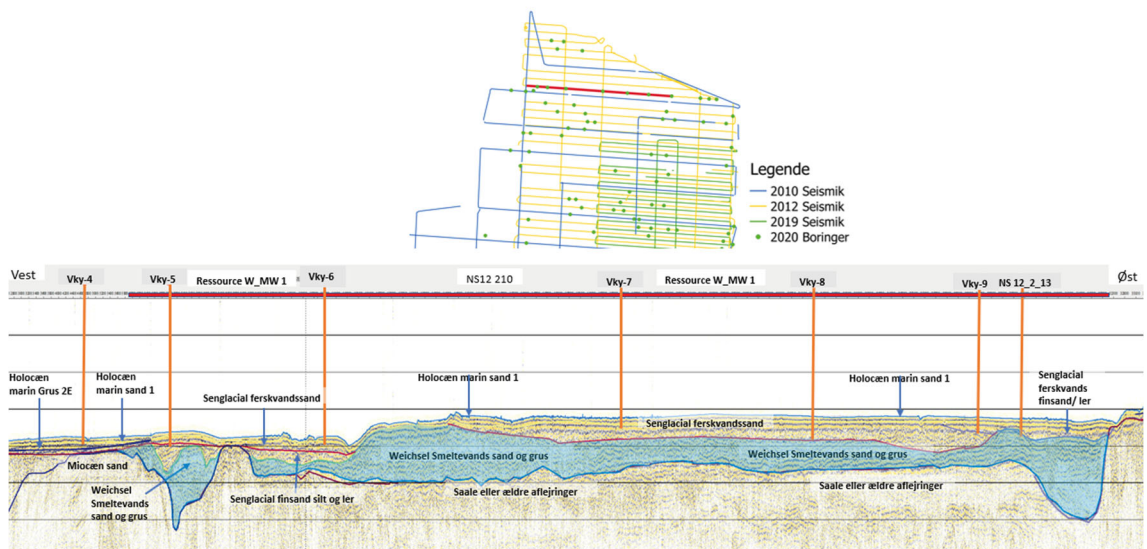 Legende
2010 Seismik
2012 Seismik
2019 Seismik
2020 Boringer
Vest
Øst
Vky-4
Vky-5
Ressource W_MW 1
Vky-6
NS12 210
Vky-7
Ressource W_MW 1
Vky-8
Vky-9
NS 12_2_13
Holocæn
marin Grus 2E
Holocæn
marin sand 1
Senglacial ferskvandssand
Holocæn marin sand 1
Holocæn marin sand 1
Senglacial
ferskvands
finsand/ ler
Senglacial ferskvandssand
Miocæn sand
Weichsel Smeltevands sand og grus
Weichsel Smeltevands sand og grus
Weichsel
Smeltevands
sand og grus
Senglacial finsand silt og ler
Saale eller ældre aflejringer
Saale eller ældre aflejringer